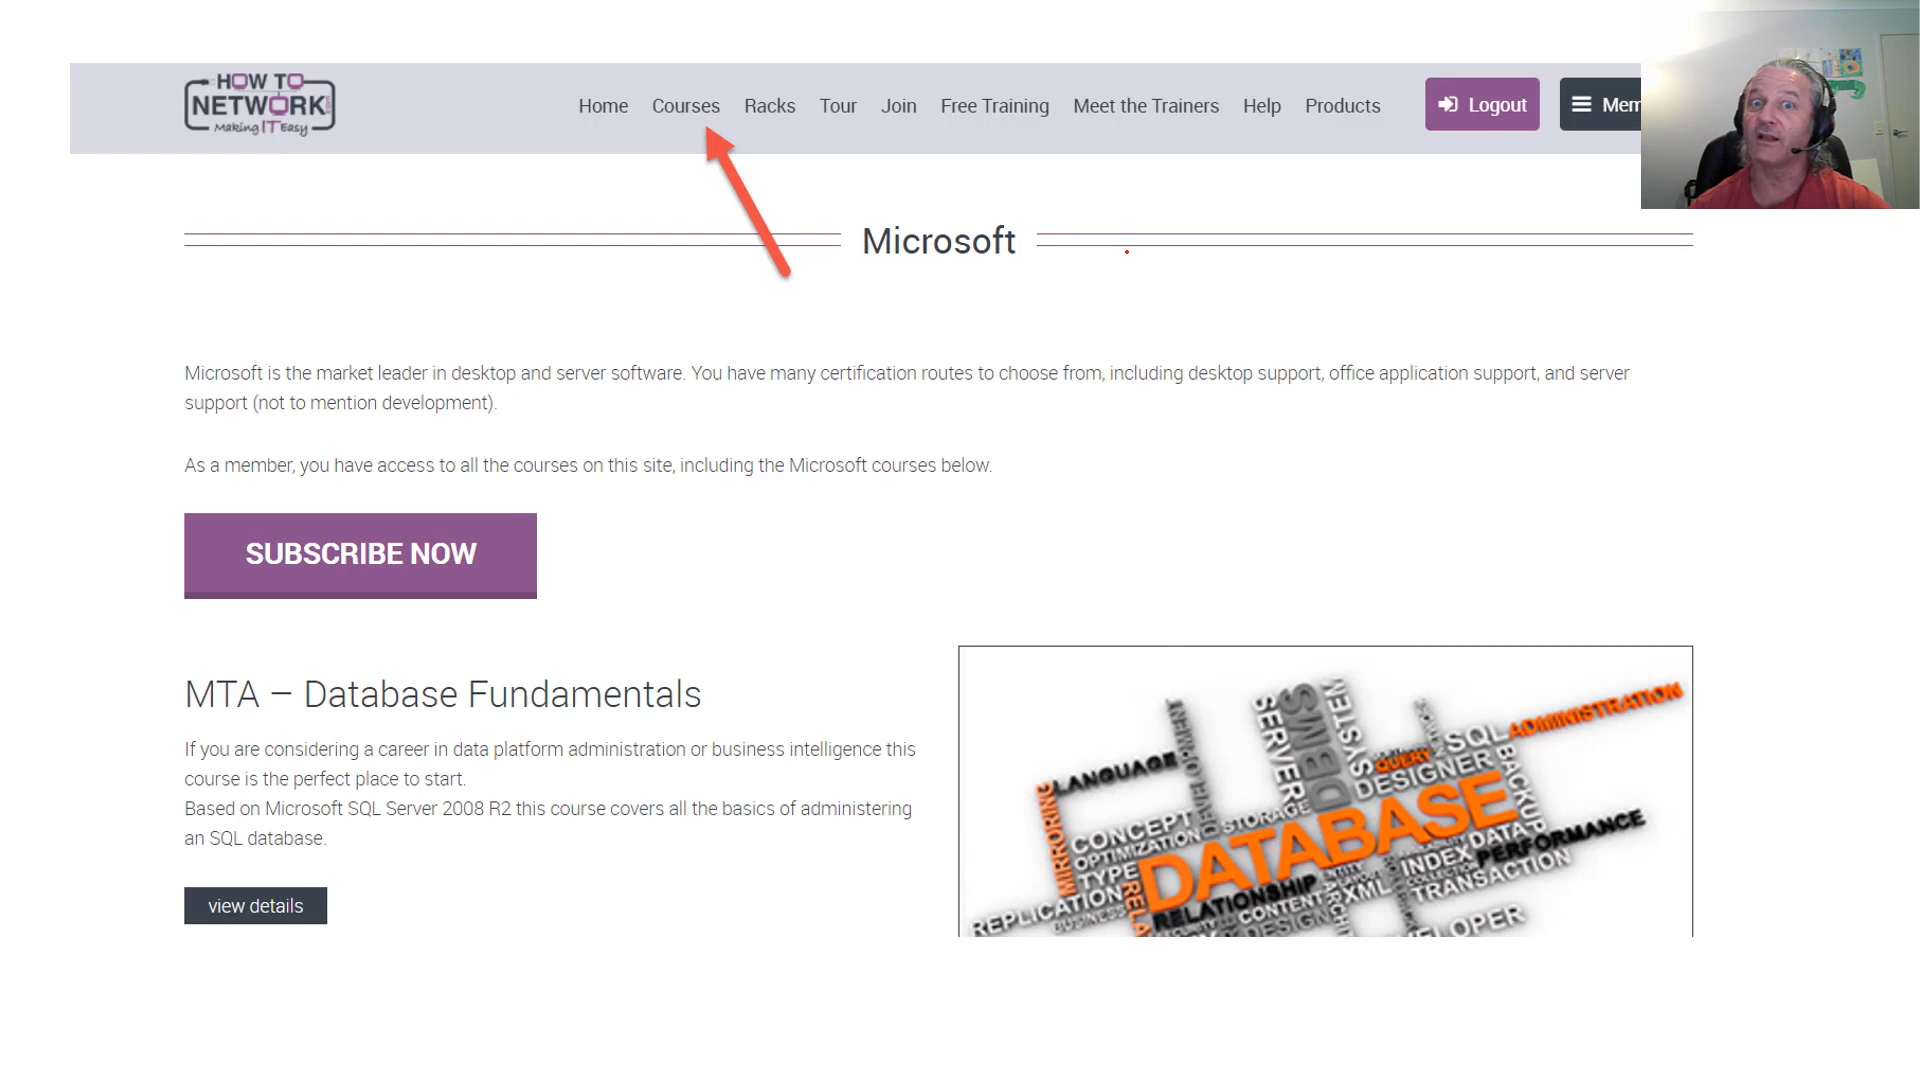 HOW TO
NETWORK.com
Making IT Easy
Home Courses Racks Tour Join Free Training Meet the Trainers Help Products Logout Mem
Microsoft
Microsoft is the market leader in desktop and server software. You have many certification routes to choose from, including desktop support, office application support, and server
support (not to mention development).
As a member, you have access to all the courses on this site, including the Microsoft courses below.
SUBSCRIBE NOW
MTA – Database Fundamentals
If you are considering a career in data platform administration or business intelligence this
course is the perfect place to start.
Based on Microsoft SQL Server 2008 R2 this course covers all the basics of administering
an SQL database.
view details
LANGUAGE
MIRRORING
DEVELOPMENT
SERVER
DBMS
SYSTEM
SQL
ADMINISTRATION
QUERY
DESIGNER
BACKUP
CONCEPT
OPTIMIZATION
STORAGE
TYPE
DATABASE
INDEX
DATA
PERFORMANCE
REPLICATION
BUSINESS
RELA
RELATIONSHIP
CONTENT
XML
TRANSACTION
DESIGN
ELOPER